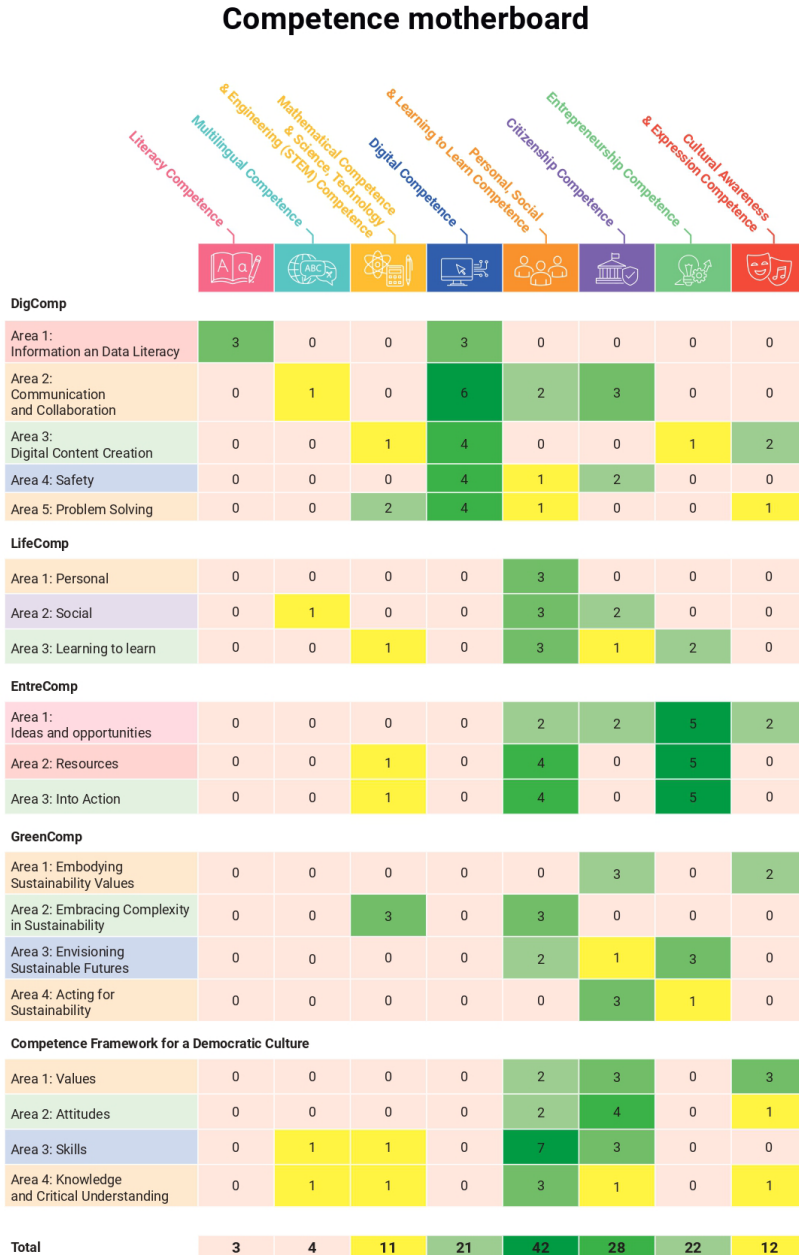 Competence motherboard
Literacy Competence
Multilingual Competence
Mathematical Competence
& Science, Technology
& Engineering (STEM) Competence
Digital Competence
Personal, Social
& Learning to Learn Competence
Citizenship Competence
Entrepreneurship Competence
Cultural Awareness
& Expression Competence
A a
ABC
DigComp
Area 1:
Information an Data Literacy 3 0 0 3 0 0 0 0
Area 2:
Communication
and Collaboration 0 1 0 6 2 3 0 0
Area 3:
Digital Content Creation 0 0 1 4 0 0 1 2
Area 4: Safety 0 0 0 4 1 2 0 0
Area 5: Problem Solving 0 0 2 4 1 0 0 1
LifeComp
Area 1: Personal 0 0 0 0 3 0 0 0
Area 2: Social 0 1 0 0 3 2 0 0
Area 3: Learning to learn 0 0 1 0 3 1 2 0
EntreComp
Area 1:
Ideas and opportunities 0 0 0 0 2 2 5 2
Area 2: Resources 0 0 1 0 4 0 5 0
Area 3: Into Action 0 0 1 0 4 0 5 0
GreenComp
Area 1: Embodying
Sustainability Values 0 0 0 0 0 3 0 2
Area 2: Embracing Complexity
in Sustainability 0 0 3 0 3 0 0 0
Area 3: Envisioning
Sustainable Futures 0 0 0 0 2 1 3 0
Area 4: Acting for
Sustainability 0 0 0 0 0 3 1 0
Competence Framework for a Democratic Culture
Area 1: Values 0 0 0 0 2 3 0 3
Area 2: Attitudes 0 0 0 0 2 4 0 1
Area 3: Skills 0 1 1 0 7 3 0 0
Area 4: Knowledge
and Critical Understanding 0 1 1 0 3 1 0 1
Total 3 4 11 21 42 28 22 12